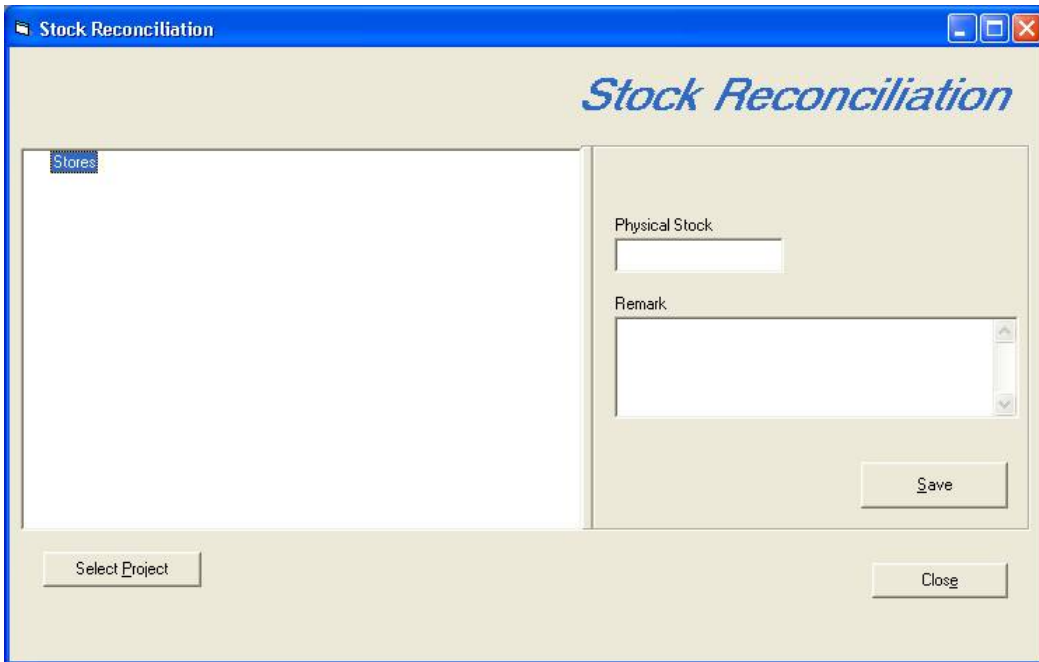 Stock Reconciliation
Stock Reconciliation
Stores
Physical Stock
Remark
Save
Select Project
Close